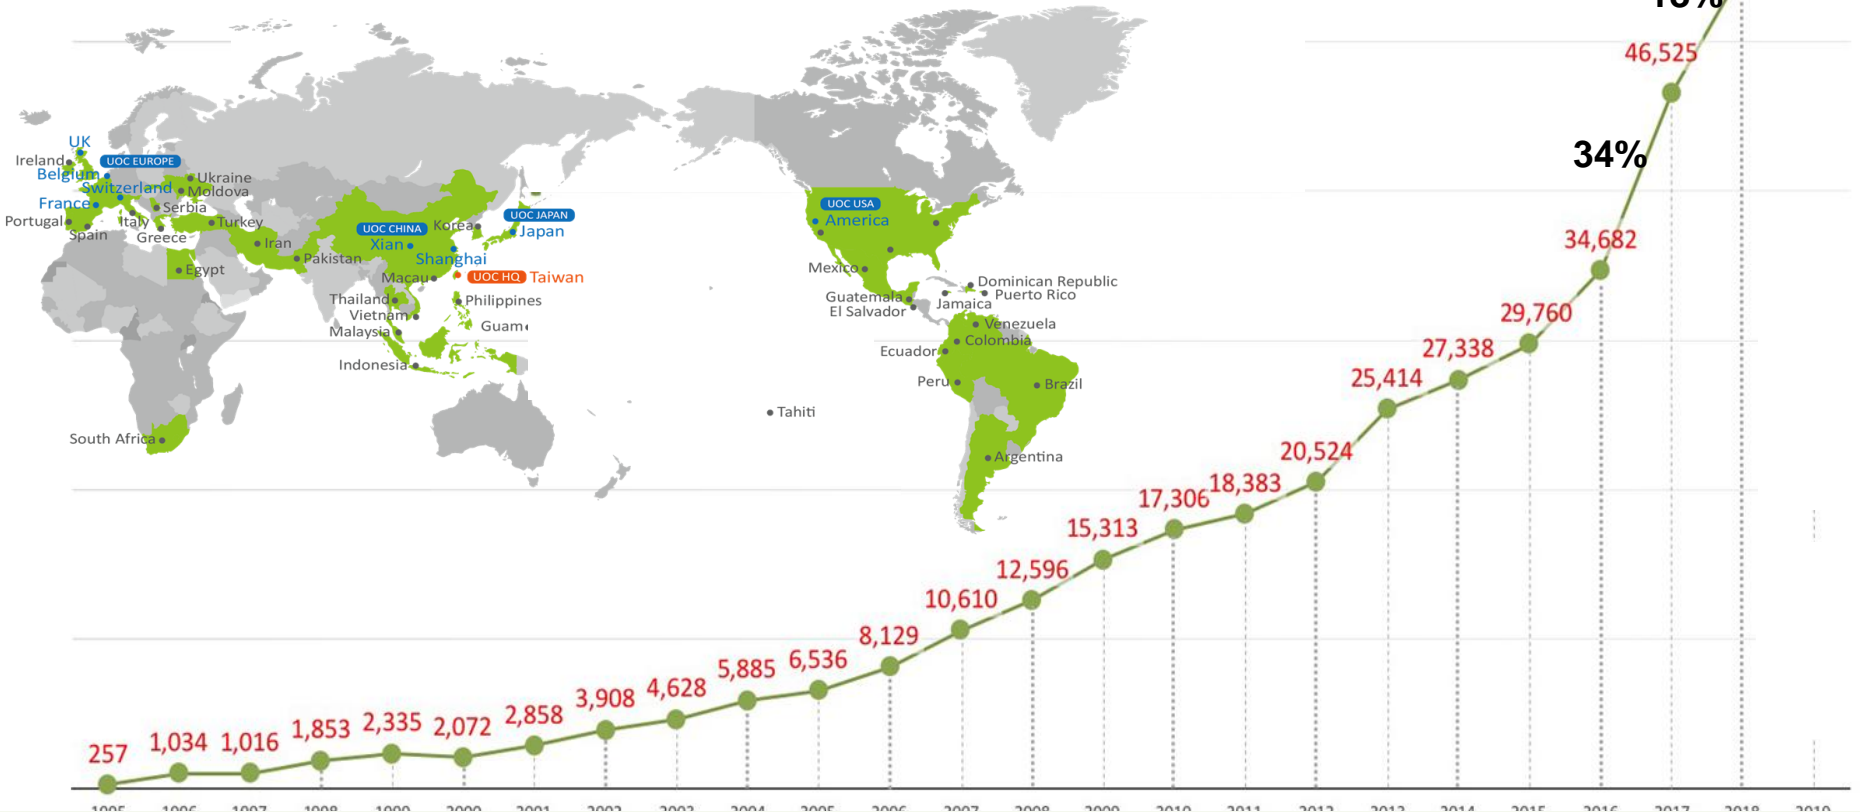 46,525
34%
34,682
29,760
27,338
25,414
20,524
18,383
17,306
15,313
12,596
10,610
8,129
6,536
5,885
4,628
3,908
2,858
2,072
2,335
1,853
1,016
1,034
257
UK
Ireland
UOC EUROPE
Belgium
Ukraine
Switzerland
Moldova
France
Serbia
Portugal
Italy
Turkey
Spain
Greece
Iran
Pakistan
Egypt
South Africa
UOC CHINA
Xian
Korea
UOC JAPAN
Japan
Shanghai
Macau
UOC HQ Taiwan
Thailand
Philippines
Vietnam
Guam
Malaysia
Indonesia
UOC USA
America
Mexico
Dominican Republic
Puerto Rico
Guatemala
Jamaica
El Salvador
Venezuela
Colombia
Ecuador
Peru
Brazil
Tahiti
Argentina